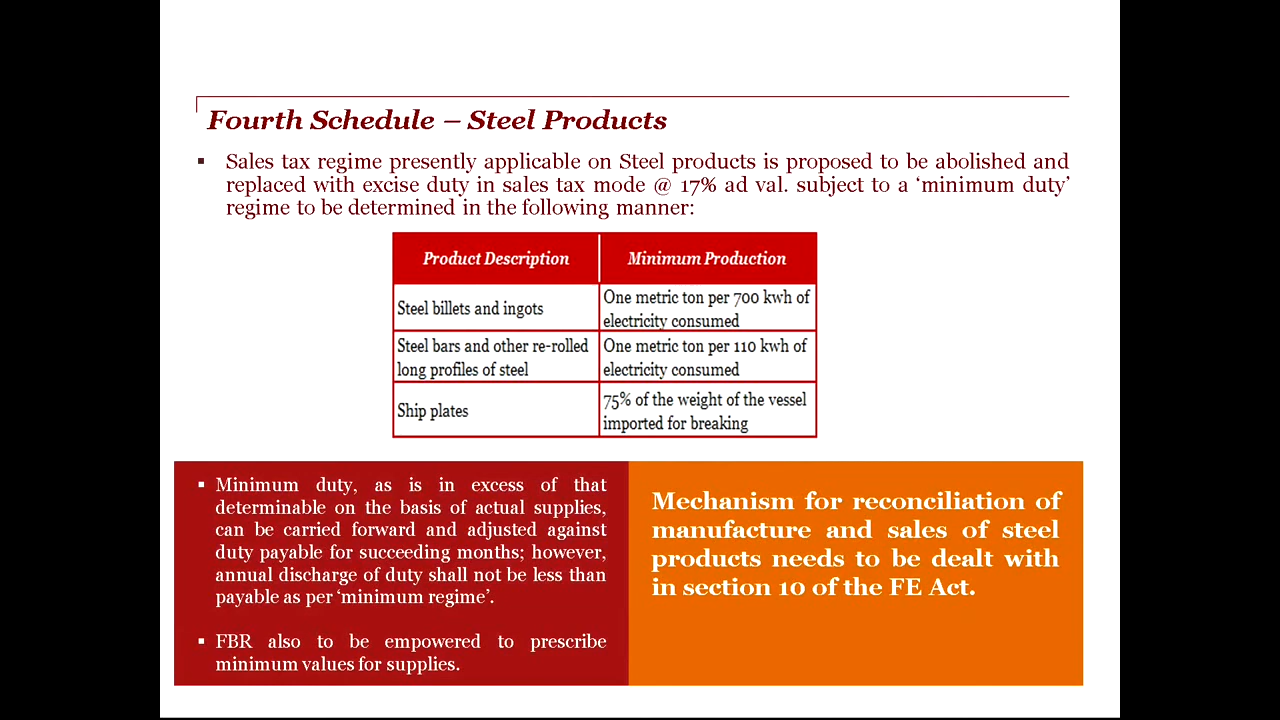 Fourth Schedule – Steel Products
▪ Sales tax regime presently applicable on Steel products is proposed to be abolished and
replaced with excise duty in sales tax mode @ 17% ad val. subject to a ‘minimum duty’
regime to be determined in the following manner:
Product Description
Minimum Production
Steel billets and ingots
One metric ton per 700 kwh of
electricity consumed
Steel bars and other re-rolled
long profiles of steel
One metric ton per 110 kwh of
electricity consumed
Ship plates
75% of the weight of the vessel
imported for breaking
▪ Minimum duty, as is in excess of that
determinable on the basis of actual supplies,
can be carried forward and adjusted against
duty payable for succeeding months; however,
annual discharge of duty shall not be less than
payable as per ‘minimum regime’.
▪ FBR also to be empowered to prescribe
minimum values for supplies.
Mechanism for reconciliation of
manufacture and sales of steel
products needs to be dealt with
in section 10 of the FE Act.